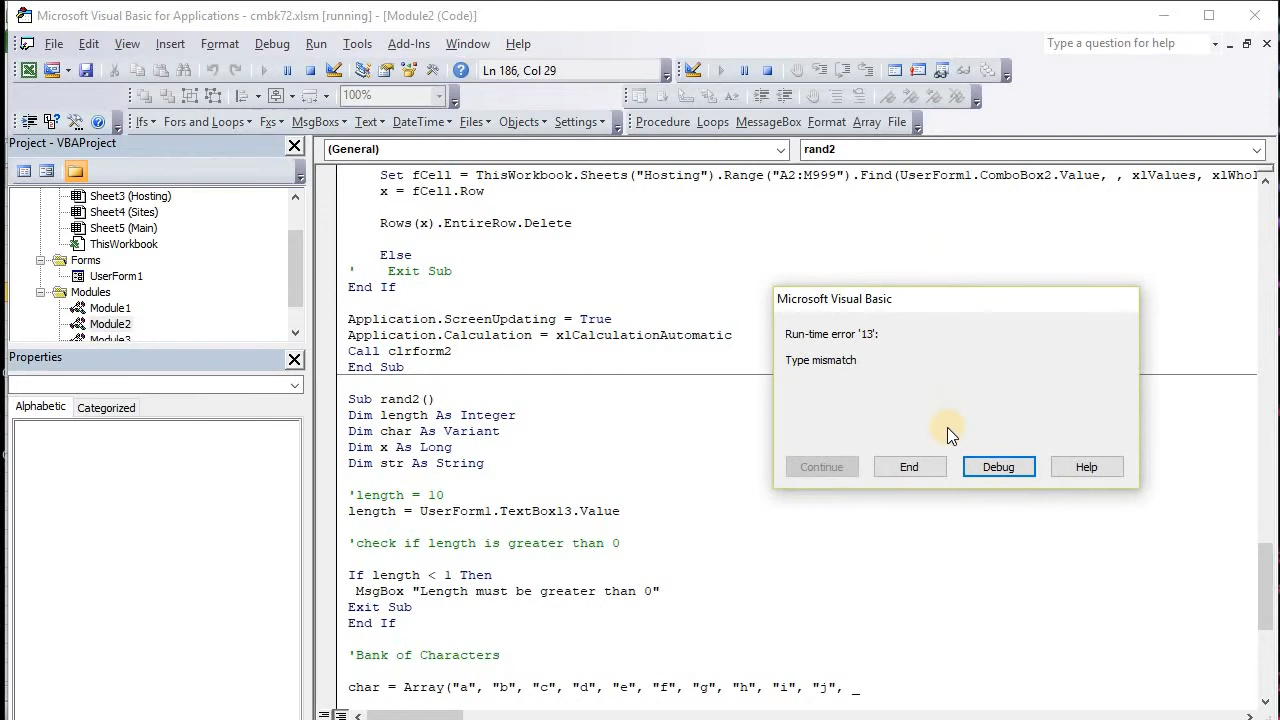 Microsoft Visual Basic for Applications - cmbk72.xlsm [running] - [Module2 (Code)]
File Edit View Insert Format Debug Run Tools Add-Ins Window Help
Type a question for help
Ln 186, Col 29
100%
Ifs Fors and Loops Fxs MsgBoxs Text DateTime Files Objects Settings
Procedure Loops MessageBox Format Array File
Project - VBAProject
Sheet3 (Hosting)
Sheet4 (Sites)
Sheet5 (Main)
ThisWorkbook
Forms
UserForm1
Modules
Module1
Module2
Module3
Properties
Alphabetic Categorized
(General)
rand2
Set fCell = ThisWorkbook.Sheets("Hosting").Range("A2:M999").Find(UserForm1.ComboBox2.Value, , xlValues, xlWhol
x = fCell.Row
Rows(x).EntireRow.Delete
Else
' Exit Sub
End If
Application.ScreenUpdating = True
Application.Calculation = xlCalculationAutomatic
Call clrform2
End Sub
Sub rand2()
Dim length As Integer
Dim char As Variant
Dim x As Long
Dim str As String
'length = 10
length = UserForm1.TextBox13.Value
'check if length is greater than 0
If length < 1 Then
MsgBox "Length must be greater than 0"
Exit Sub
End If
'Bank of Characters
char = Array("a", "b", "c", "d", "e", "f", "g", "h", "i", "j", _
Microsoft Visual Basic
Run-time error '13':
Type mismatch
Continue End Debug Help